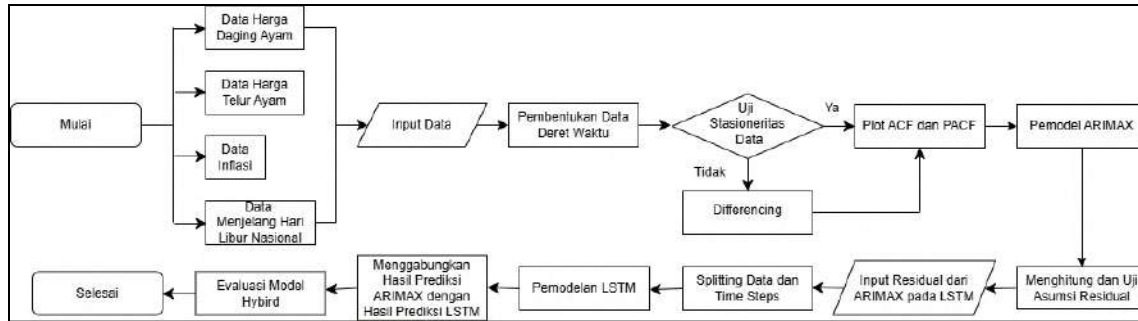 Data Harga
Daging Ayam
Data Harga
Telur Ayam
Mulai
Data
Inflasi
Data
Menjelang Hari
Libur Nasional
Input Data
Pembentukan Data
Deret Waktu
Uji
Stasioneritas
Data
Ya
Tidak
Differencing
Plot ACF dan PACF
Pemodel ARIMAX
Menghitung dan Uji
Asumsi Residual
Input Residual dari
ARIMAX pada LSTM
Splitting Data dan
Time Steps
Pemodelan LSTM
Menggabungkan
Hasil Prediksi
ARIMAX dengan
Hasil Prediksi LSTM
Evaluasi Model
Hybird
Selesai